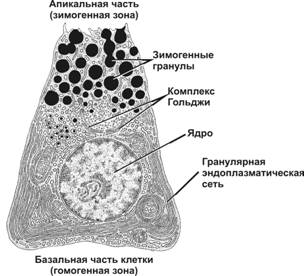 Апикальная часть
(зимогенная зона)
Зимогенные
гранулы
Комплекс
Гольджи
Ядро
Гранулярная
эндоплазматическая
сеть
Базальная часть клетки
(гомогенная зона)